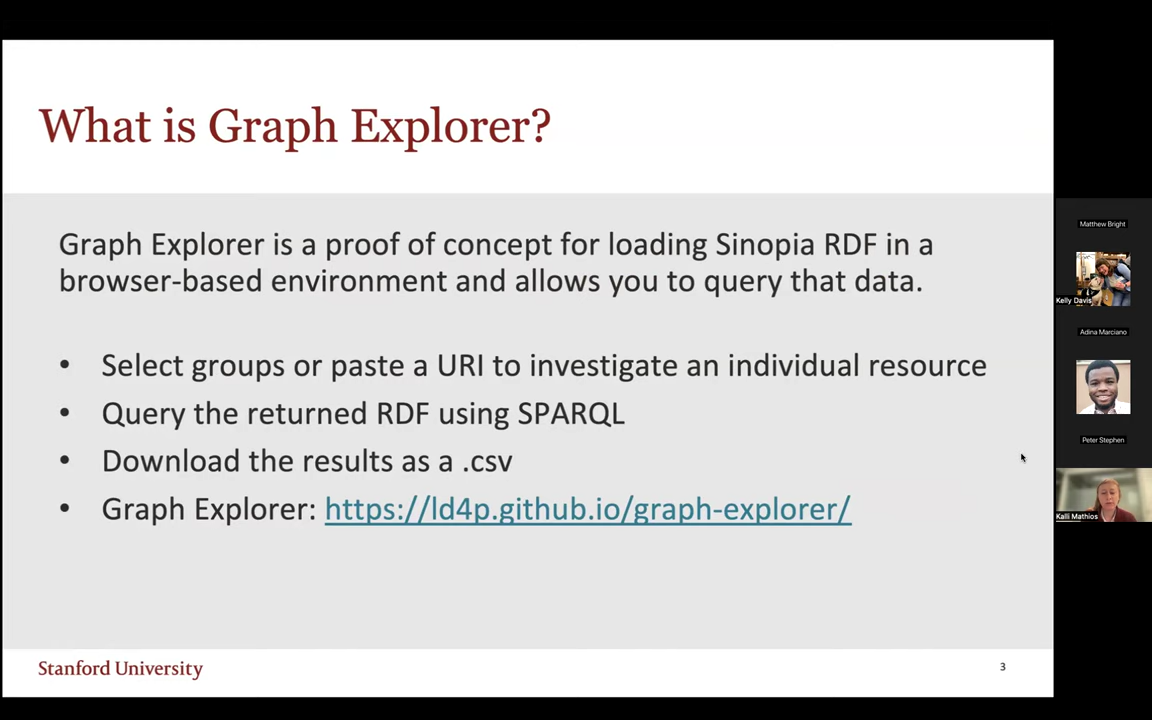 What is Graph Explorer?
Graph Explorer is a proof of concept for loading Sinopia RDF in a
browser-based environment and allows you to query that data.
• Select groups or paste a URI to investigate an individual resource
• Query the returned RDF using SPARQL
• Download the results as a .csv
• Graph Explorer: https://ld4p.github.io/graph-explorer/
Stanford University
3
Matthew Bright
Kelly Davis
Adina Marciano
Peter Stephen
Kalli Mathios